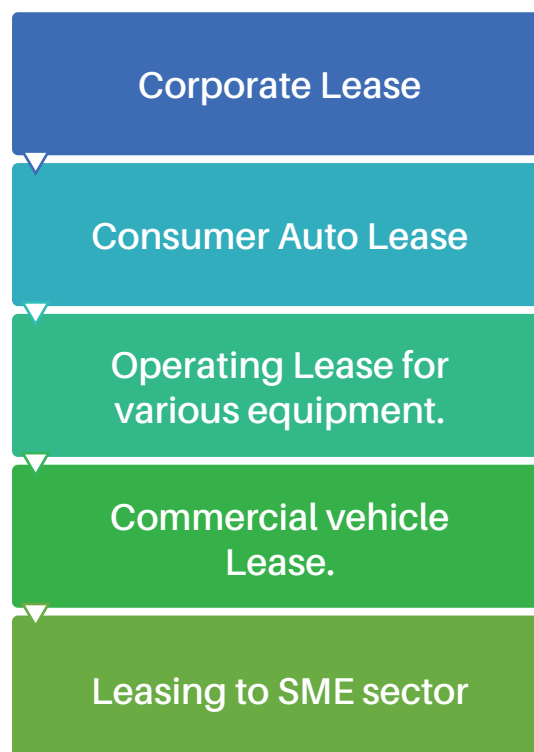 Corporate Lease
Consumer Auto Lease
Operating Lease for
various equipment.
Commercial vehicle
Lease.
Leasing to SME sector